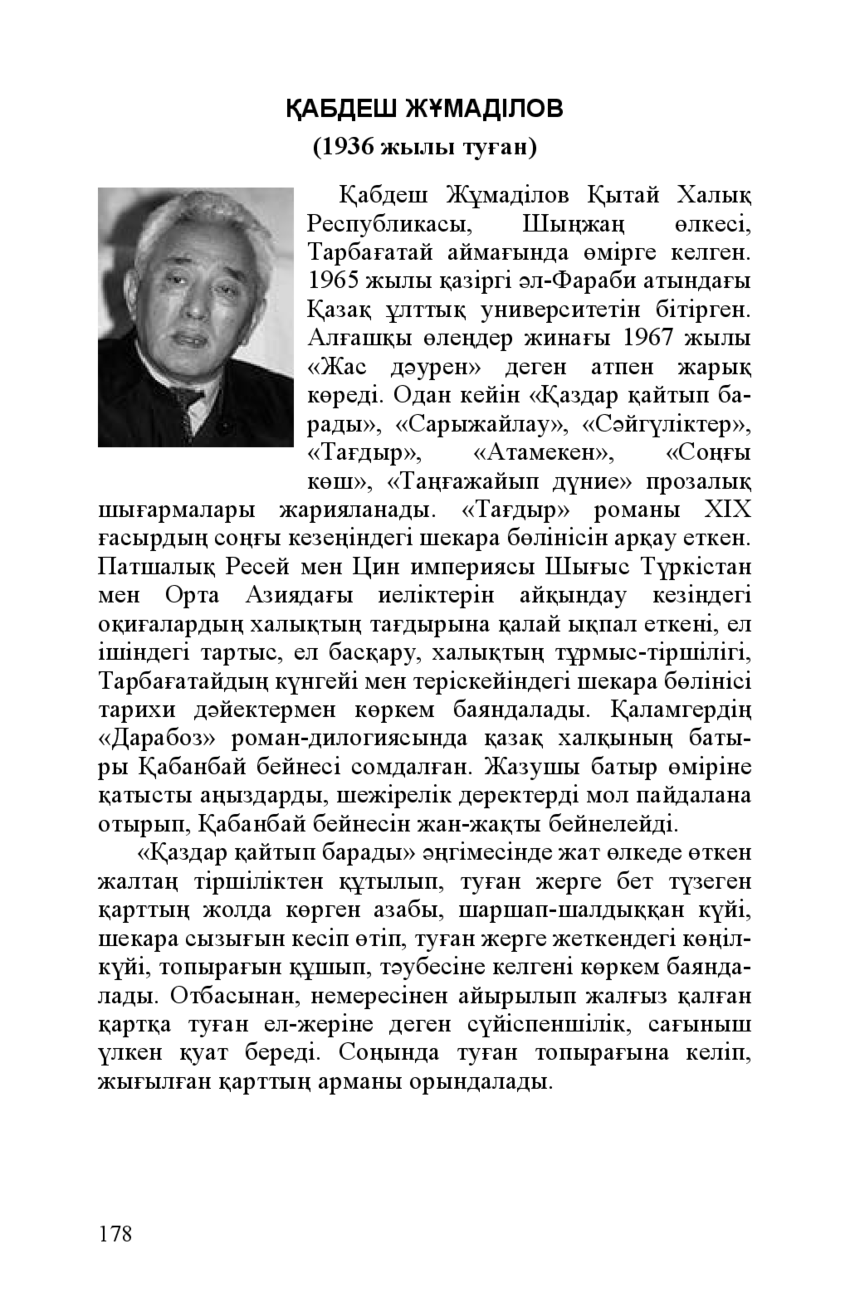 ҚАБДЕШ ЖҰМАДІЛОВ
(1936 жылы туған)
Қабдеш Жұмаділов Қытай Халық
Республикасы, Шыңжаң өлкесі,
Тарбағатай аймағында өмірге келген.
1965 жылы қазіргі әл-Фараби атындағы
Қазақ ұлттық университетін бітірген.
Алғашқы өлеңдер жинағы 1967 жылы
«Жас дәурен» деген атпен жарық
көреді. Одан кейін «Қаздар қайтып ба-
рады», «Сарыжайлау», «Сәйгүліктер»,
«Тағдыр», «Атамекен», «Соңғы
көш», «Таңғажайып дүние» прозалық
шығармалары жарияланады. «Тағдыр» романы XIX
ғасырдың соңғы кезеңіндегі шекара бөлінісін арқау еткен.
Патшалық Ресей мен Цин империясы Шығыс Түркістан
мен Орта Азиядағы иеліктерін айқындау кезіндегі
оқиғалардың халықтың тағдырына қалай ықпал еткені, ел
ішіндегі тартыс, ел басқару, халықтың тұрмыс-тіршілігі,
Тарбағатайдың күнгейі мен теріскейіндегі шекара бөлінісі
тарихи дәйектермен көркем баяндалады. Қаламгердің
«Дарабоз» роман-дилогиясында қазақ халқының баты-
ры Қабанбай бейнесі сомдалған. Жазушы батыр өміріне
қатысты аңыздарды, шежірелік деректерді мол пайдалана
отырып, Қабанбай бейнесін жан-жақты бейнелейді.
«Қаздар қайтып барады» әңгімесінде жат өлкеде өткен
жалтаң тіршіліктен құтылып, туған жерге бет түзеген
қарттың жолда көрген азабы, шаршап-шалдыққан күйі,
шекара сызығын кесіп өтіп, туған жерге жеткендегі көңіл-
күйі, топырағын құшып, тәубесіне келгені көркем баянда-
лады. Отбасынан, немересінен айырылып жалғыз қалған
қартқа туған ел-жеріне деген сүйіспеншілік, сағыныш
үлкен қуат береді. Соңында туған топырағына келіп,
жығылған қарттың арманы орындалады.
178